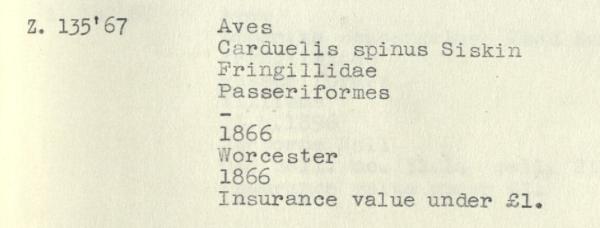 Z. 135'67 Aves
Carduelis spinus Siskin
Fringillidae
Passeriformes
-
1866
Worcester
1866
Insurance value under £1.